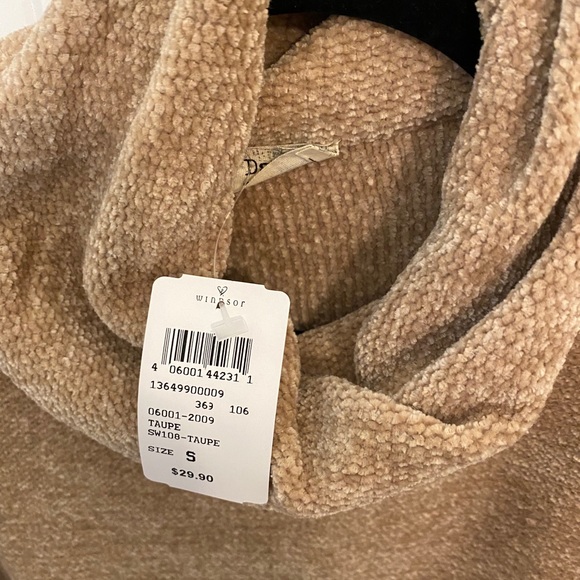 windsor
4 06001 44231 1
13649900009
369 106
06001-2009
TAUPE
SW108-TAUPE
SIZE S
$29.90